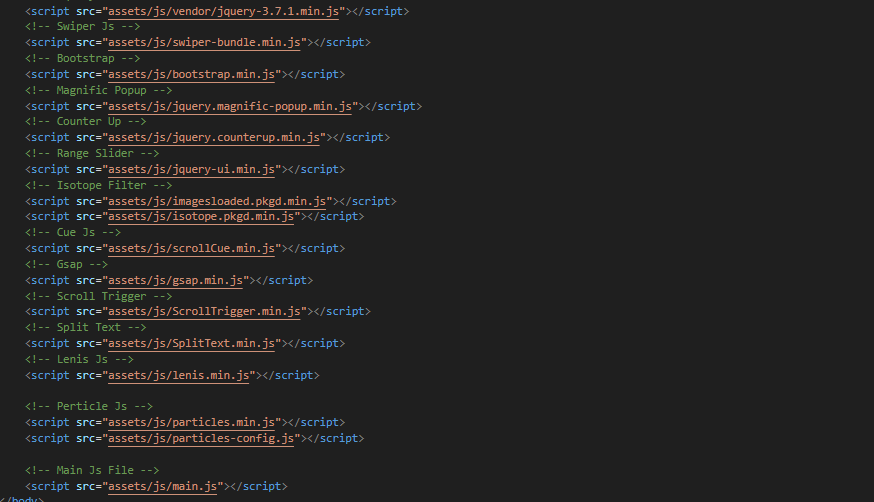 <script src="assets/js/vendor/jquery-3.7.1.min.js"></script>
<!-- Swiper Js -->
<script src="assets/js/swiper-bundle.min.js"></script>
<!-- Bootstrap -->
<script src="assets/js/bootstrap.min.js"></script>
<!-- Magnific Popup -->
<script src="assets/js/jquery.magnific-popup.min.js"></script>
<!-- Counter Up -->
<script src="assets/js/jquery.counterup.min.js"></script>
<!-- Range Slider -->
<script src="assets/js/jquery-ui.min.js"></script>
<!-- Isotope Filter -->
<script src="assets/js/imagesloaded.pkgd.min.js"></script>
<script src="assets/js/isotope.pkgd.min.js"></script>
<!-- Cue Js -->
<script src="assets/js/scrollCue.min.js"></script>
<!-- Gsap -->
<script src="assets/js/gsap.min.js"></script>
<!-- Scroll Trigger -->
<script src="assets/js/ScrollTrigger.min.js"></script>
<!-- Split Text -->
<script src="assets/js/SplitText.min.js"></script>
<!-- Lenis Js -->
<script src="assets/js/lenis.min.js"></script>
<!-- Perticle Js -->
<script src="assets/js/particles.min.js"></script>
<script src="assets/js/particles-config.js"></script>
<!-- Main Js File -->
<script src="assets/js/main.js"></script>
</body>